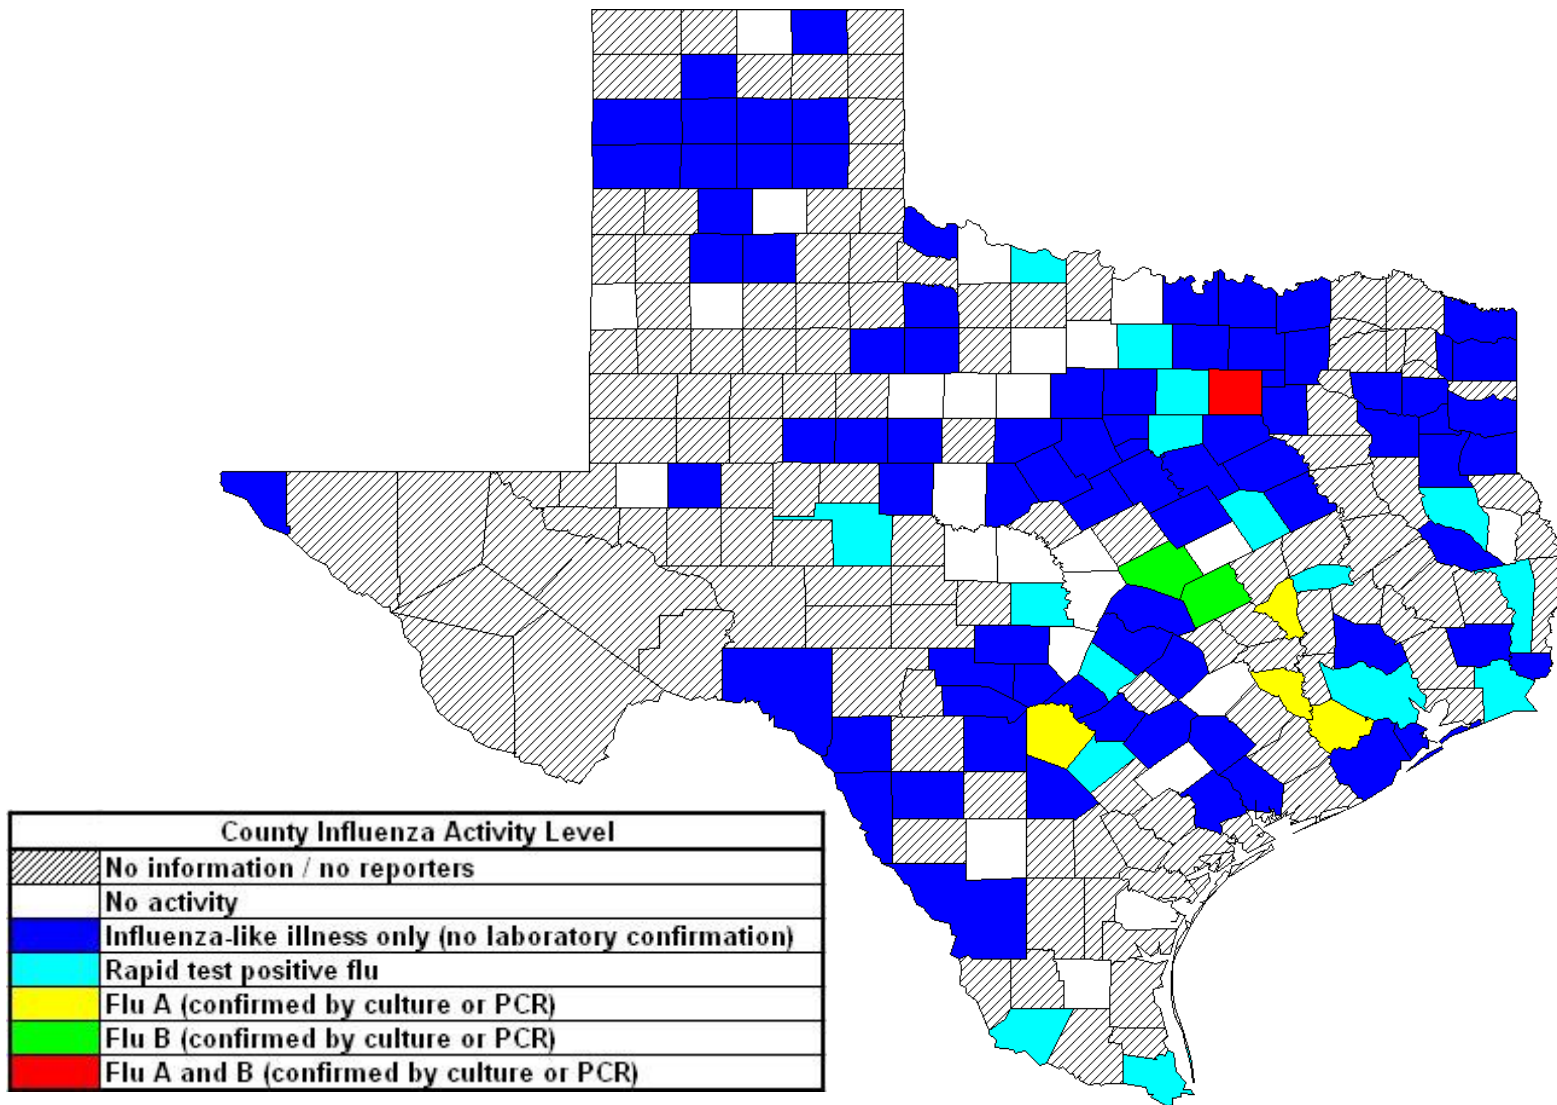 County Influenza Activity Level
No information / no reporters
No activity
Influenza-like illness only (no laboratory confirmation)
Rapid test positive flu
Flu A (confirmed by culture or PCR)
Flu B (confirmed by culture or PCR)
Flu A and B (confirmed by culture or PCR)